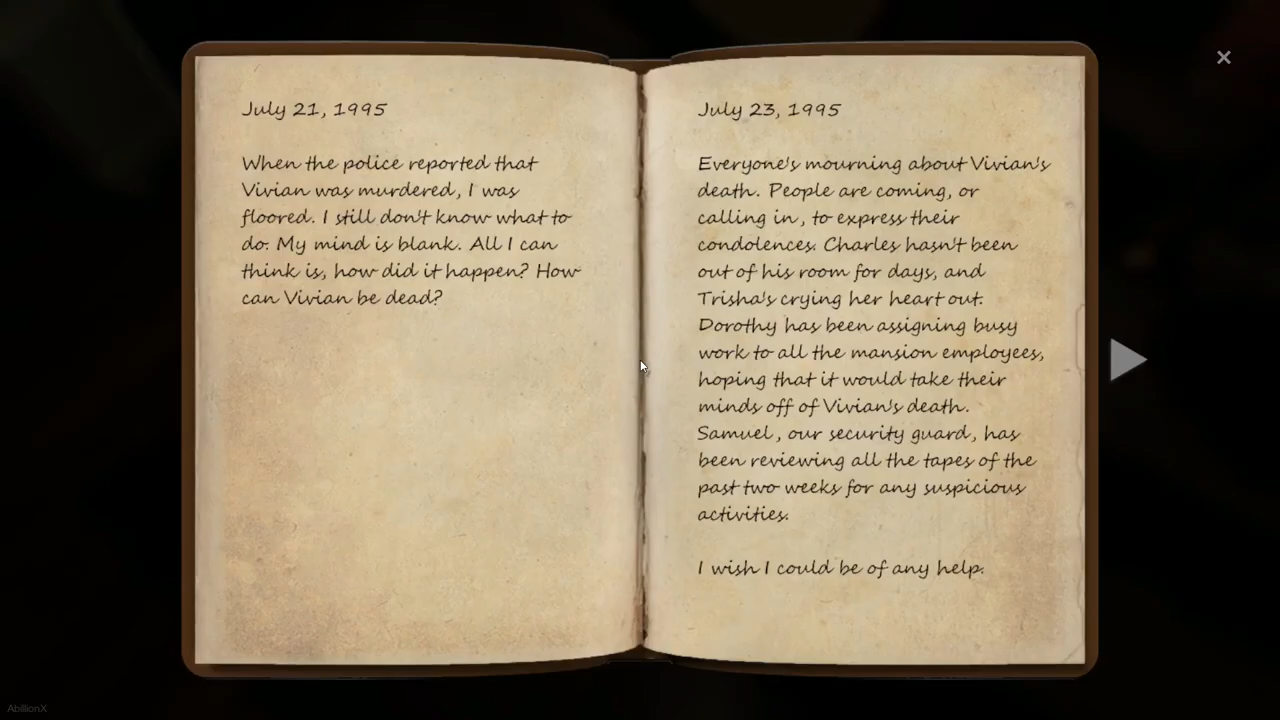 July 21, 1995
When the police reported that
Vivian was murdered, I was
floored. I still don't know what to
do. My mind is blank. All I can
think is, how did it happen? How
can Vivian be dead?
July 23, 1995
Everyone's mourning about Vivian's
death. People are coming, or
calling in, to express their
condolences. Charles hasn't been
out of his room for days, and
Trisha's crying her heart out.
Dorothy has been assigning busy
work to all the mansion employees,
hoping that it would take their
minds off of Vivian's death.
Samuel, our security guard, has
been reviewing all the tapes of the
past two weeks for any suspicious
activities.
I wish I could be of any help.
AbillionX